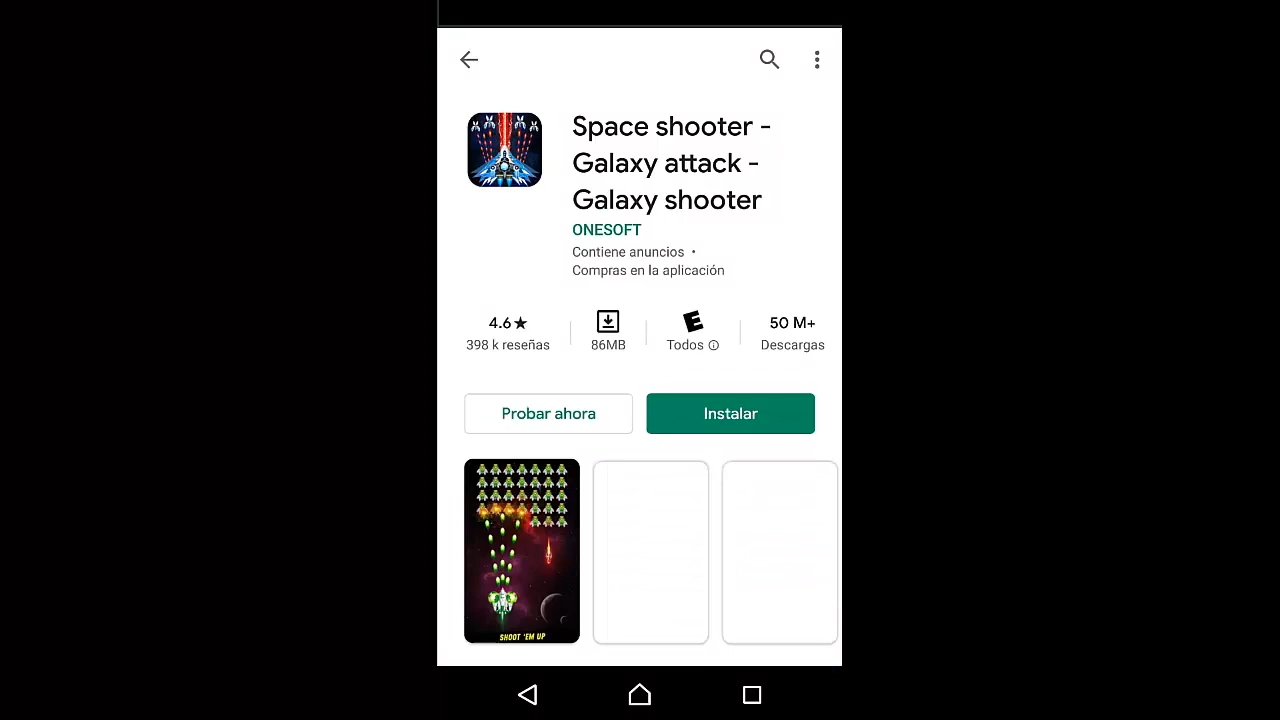 Space shooter -
Galaxy attack -
Galaxy shooter
ONESOFT
Contiene anuncios •
Compras en la aplicación
4.6★ 86MB E Todos 50 M+
398 k reseñas Descargas
Probar ahora Instalar
SHOOT 'EM UP